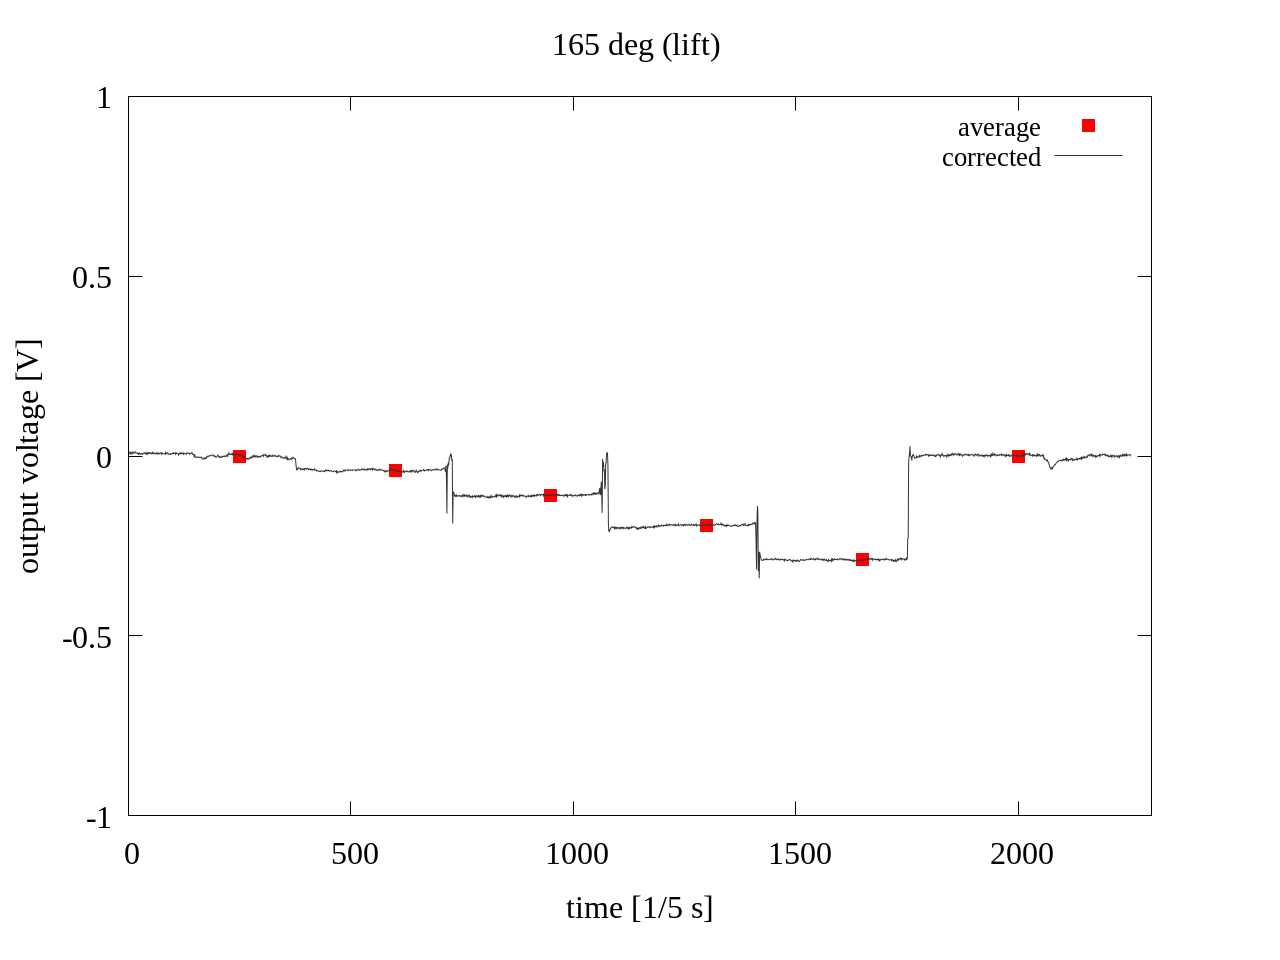 165 deg (lift)
1
average
corrected
0.5
0
-0.5
-1
output voltage [V]
0 500 1000 1500 2000
time [1/5 s]